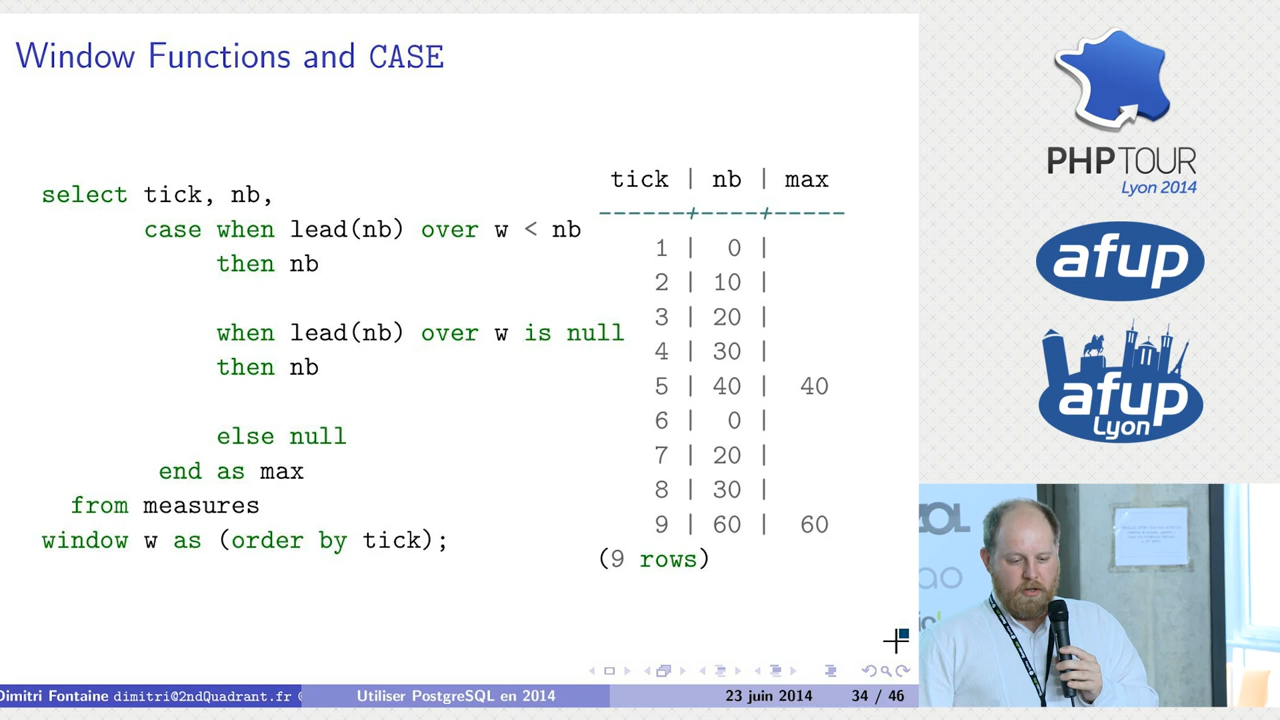 Window Functions and CASE
select tick, nb,
case when lead(nb) over w < nb
then nb
when lead(nb) over w is null
then nb
else null
end as max
from measures
window w as (order by tick);
tick | nb | max
------+----+-----
1 | 0 |
2 | 10 |
3 | 20 |
4 | 30 |
5 | 40 | 40
6 | 0 |
7 | 20 |
8 | 30 |
9 | 60 | 60
(9 rows)
Dimitri Fontaine dimitri@2ndQuadrant.fr @
Utiliser PostgreSQL en 2014
23 juin 2014
34 / 46
PHP TOUR
Lyon 2014
afup
afup
Lyon